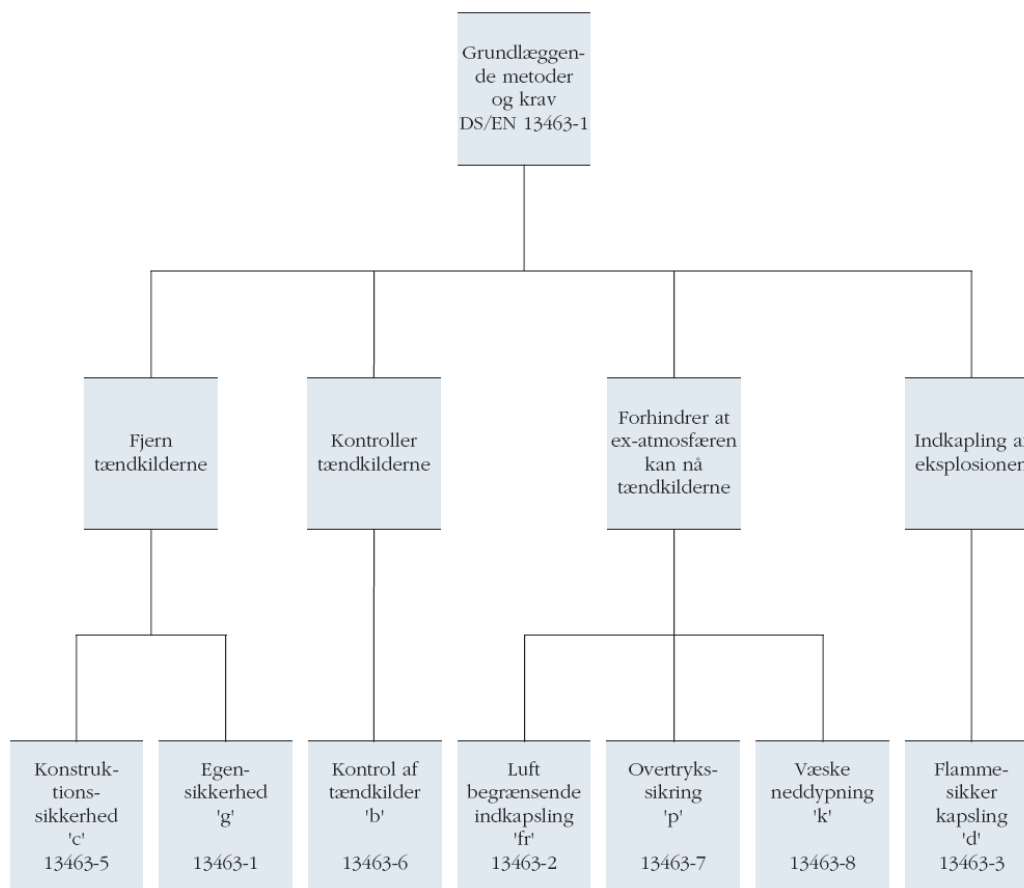 Grundlæggen-
de metoder
og krav
DS/EN 13463-1
Fjern
tændkilderne
Kontroller
tændkilderne
Forhindrer at
ex-atmosfæren
kan nå
tændkilderne
Indkapling a
eksplosionen
Konstruk-
tions-
sikkerhed
'c'
13463-5
Egen-
sikkerhed
'g'
13463-1
Kontrol af
tændkilder
'b'
13463-6
Luft
begrænsende
indkapsling
'fr'
13463-2
Overtryks-
sikring
'p'
13463-7
Væske
neddypning
'k'
13463-8
Flamme-
sikker
kapsling
'd'
13463-3